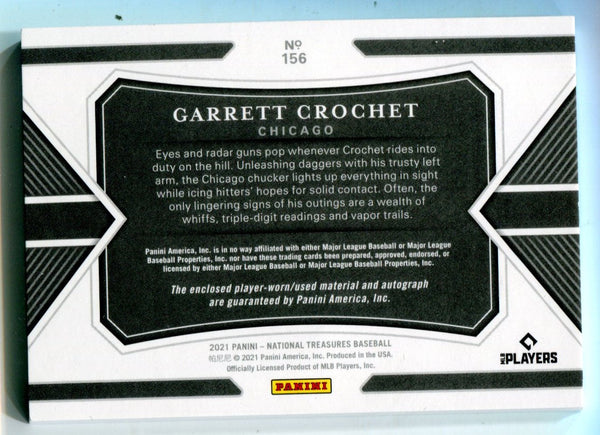 Nº
156
GARRETT CROCHET
CHICAGO
Eyes and radar guns pop whenever Crochet rides into
duty on the hill. Unleashing daggers with his trusty left
arm, the Chicago chucker lights up everything in sight
while icing hitters' hopes for solid contact. Often, the
only lingering signs of his outings are a wealth of
whiffs, triple-digit readings and vapor trails.
Panini America, Inc. is in no way affiliated with either Major League Baseball or Major League
Baseball Properties, Inc. nor have these trading cards been prepared, approved, endorsed, or
licensed by either Major League Baseball or Major League Baseball Properties, Inc.
The enclosed player-worn/used material and autograph
are guaranteed by Panini America, Inc.
2021 PANINI – NATIONAL TREASURES BASEBALL
帕尼尼 © 2021 Panini America, Inc. Produced in the USA.
Officially Licensed Product of MLB Players, Inc.
PANINI
MLB PLAYERS